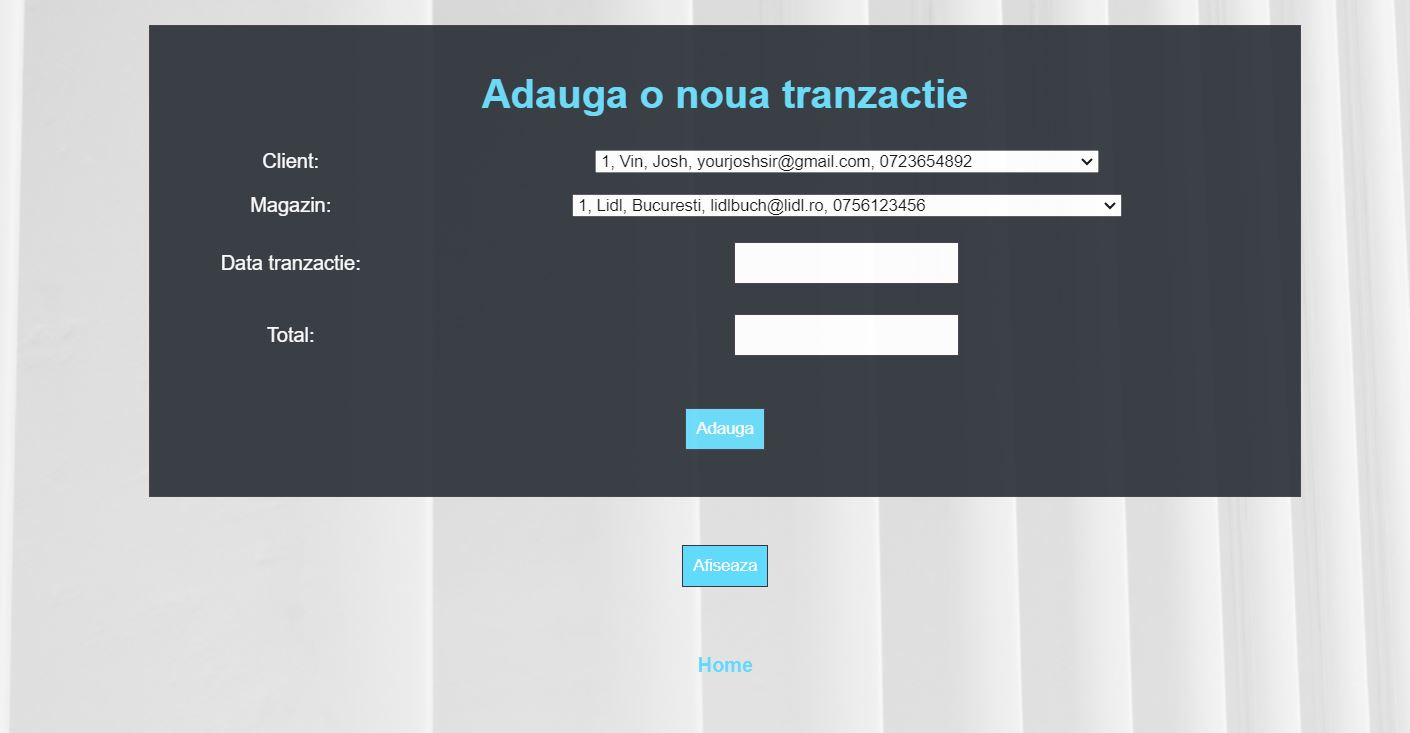 Adauga o noua tranzactie
Client: 1, Vin, Josh, yourjoshsir@gmail.com, 0723654892
Magazin: 1, Lidl, Bucuresti, lidlbuch@lidl.ro, 0756123456
Data tranzactie:
Total:
Adauga
Afiseaza
Home